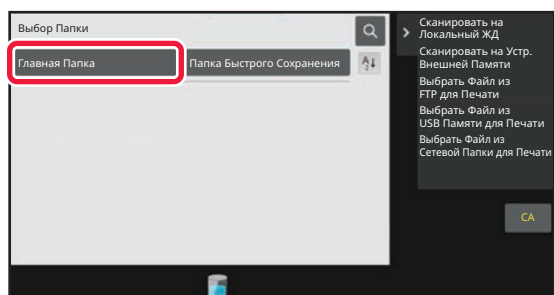 Выбор Папки
Главная Папка
Папка Быстрого Сохранения
Сканировать на
Локальный ЖД
Сканировать на Устр.
Внешней Памяти
Выбрать Файл из
FTP для Печати
Выбрать Файл из
USB Памяти для Печати
Выбрать Файл из
Сетевой Папки для Печати
CA